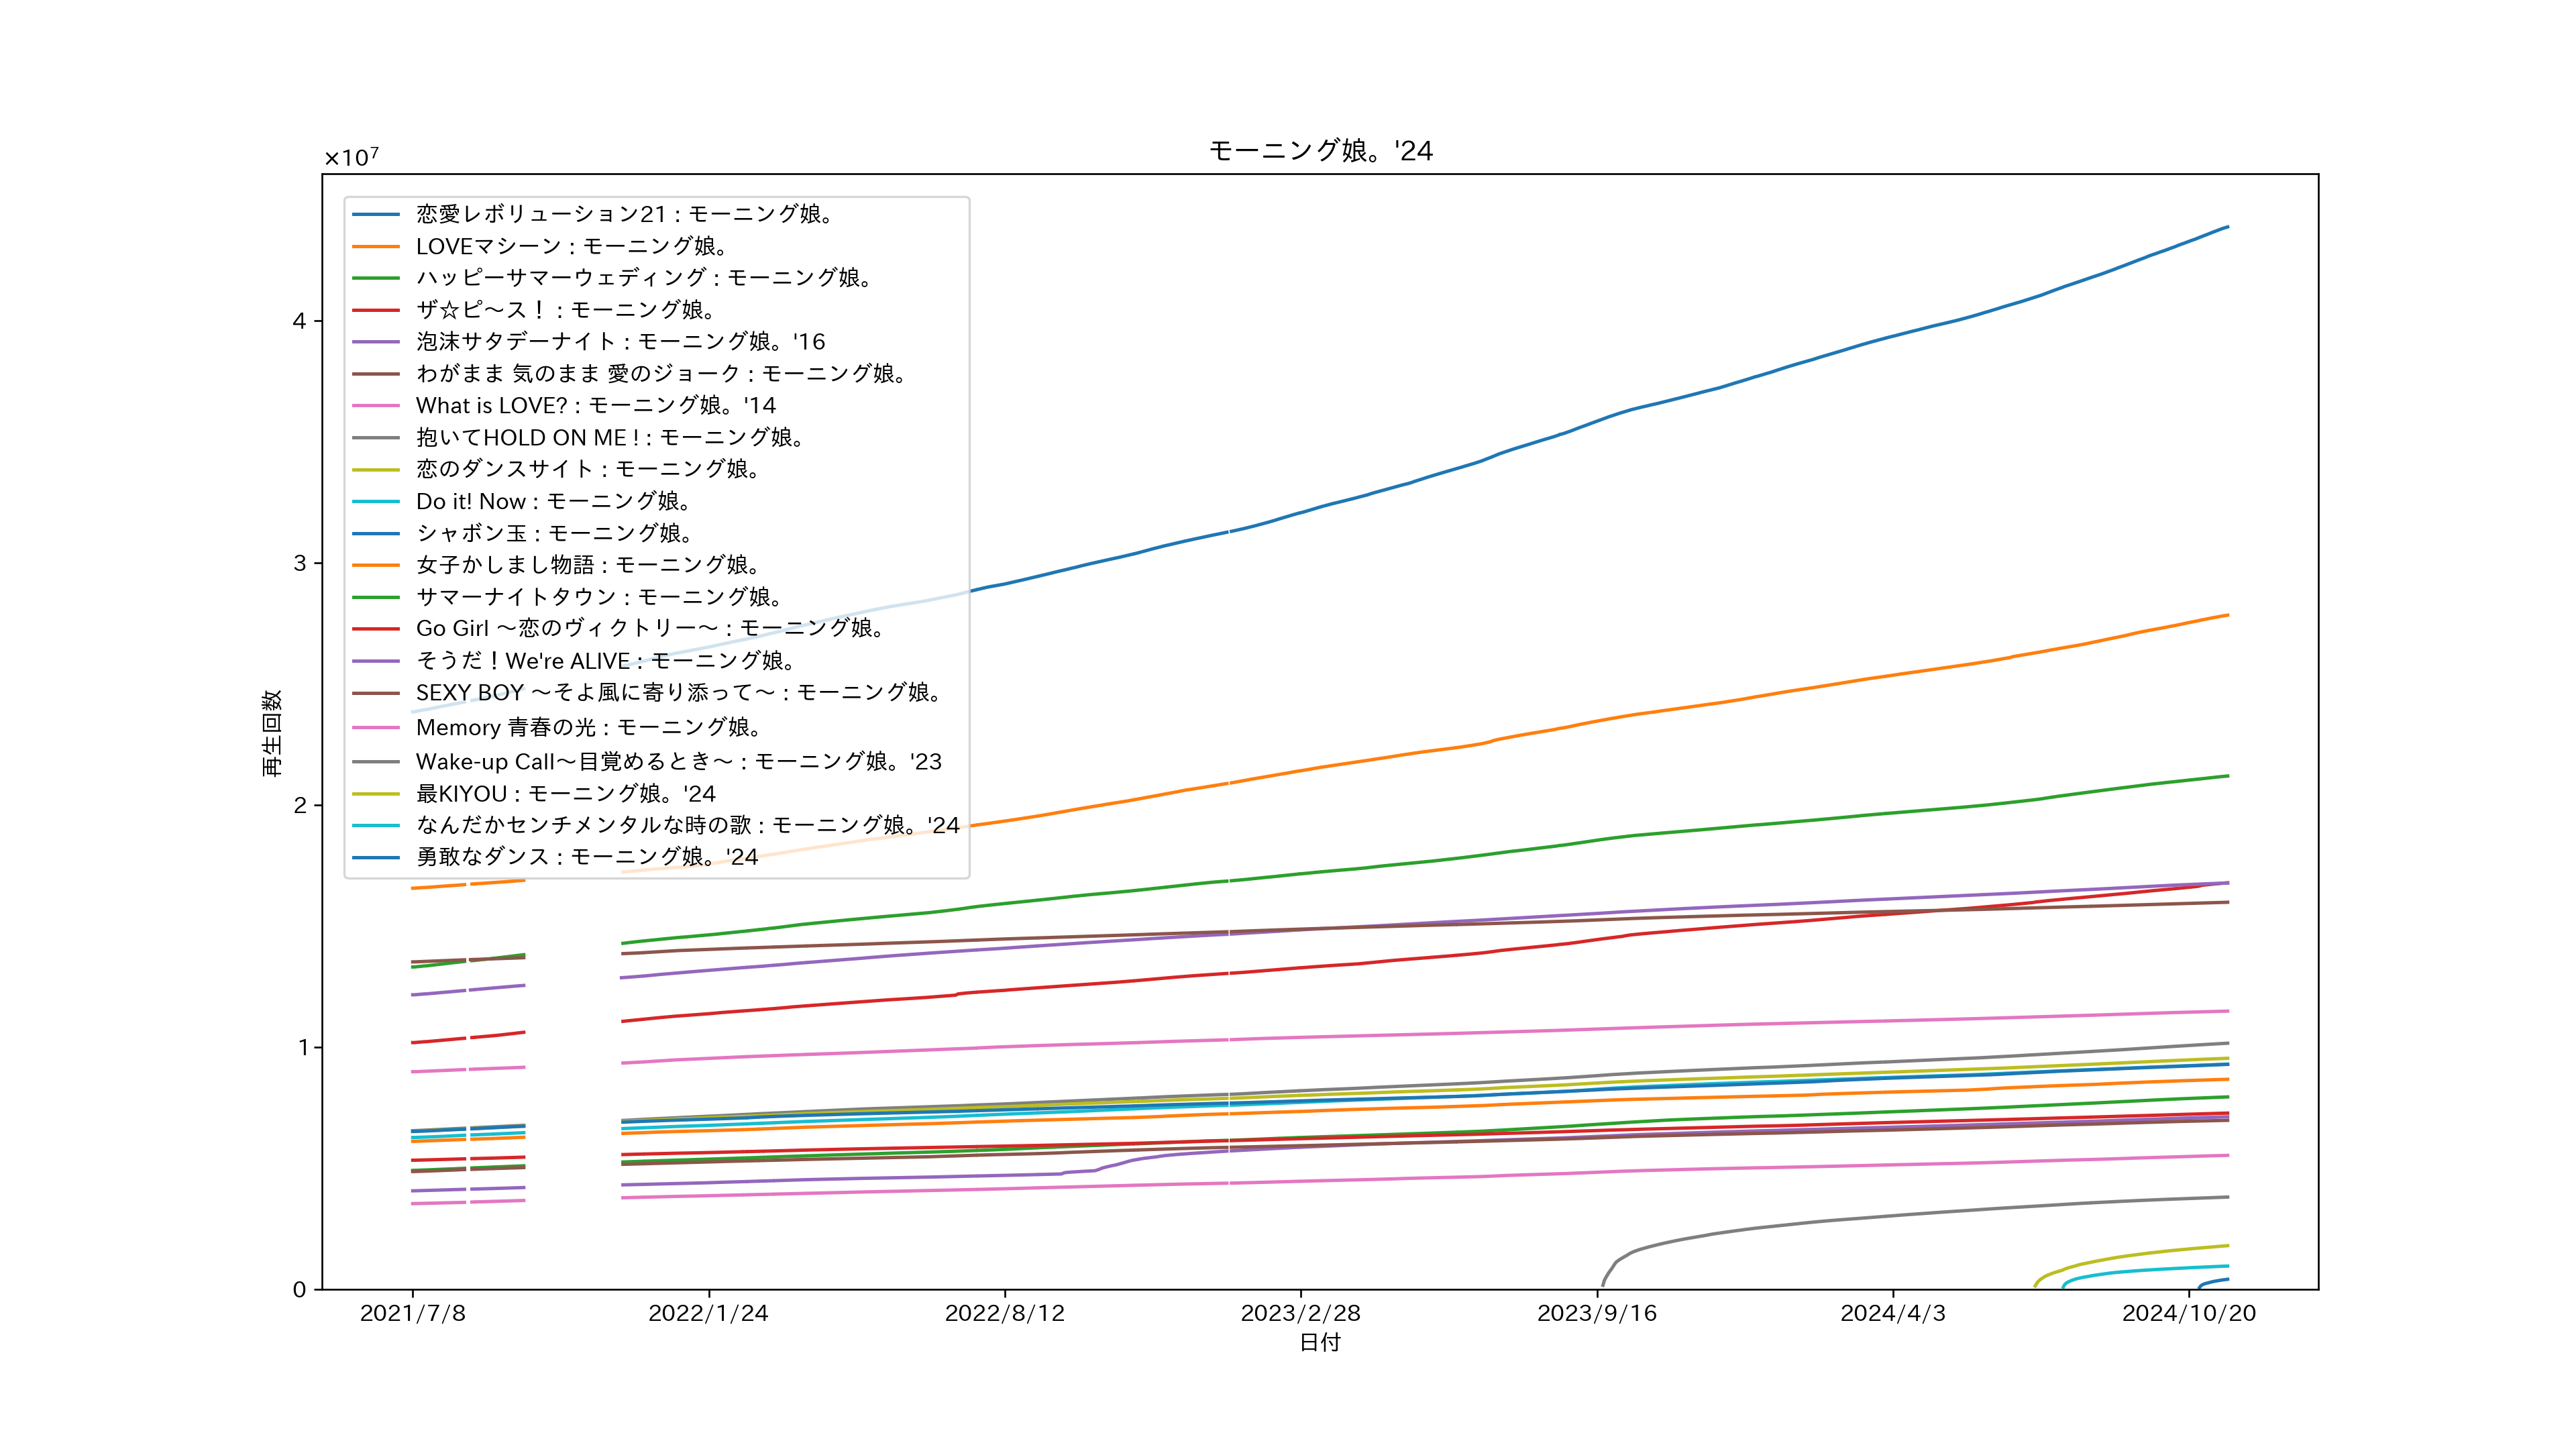 モーニング娘。'24
×10⁷
恋愛レボリューション21 : モーニング娘。
LOVEマシーン : モーニング娘。
ハッピーサマーウェディング : モーニング娘。
ザ☆ピ〜ス！ : モーニング娘。
泡沫サタデーナイト : モーニング娘。'16
わがまま 気のまま 愛のジョーク : モーニング娘。
What is LOVE? : モーニング娘。'14
抱いてHOLD ON ME ! : モーニング娘。
恋のダンスサイト : モーニング娘。
Do it! Now : モーニング娘。
シャボン玉 : モーニング娘。
女子かしまし物語 : モーニング娘。
サマーナイトタウン : モーニング娘。
Go Girl 〜恋のヴィクトリー〜 : モーニング娘。
そうだ！We're ALIVE : モーニング娘。
SEXY BOY 〜そよ風に寄り添って〜 : モーニング娘。
Memory 青春の光 : モーニング娘。
Wake-up Call〜目覚めるとき〜 : モーニング娘。'23
最KIYOU : モーニング娘。'24
なんだかセンチメンタルな時の歌 : モーニング娘。'24
勇敢なダンス : モーニング娘。'24
4
3
2
1
0
再生回数
2021/7/8
2022/1/24
2022/8/12
2023/2/28
2023/9/16
2024/4/3
2024/10/20
日付